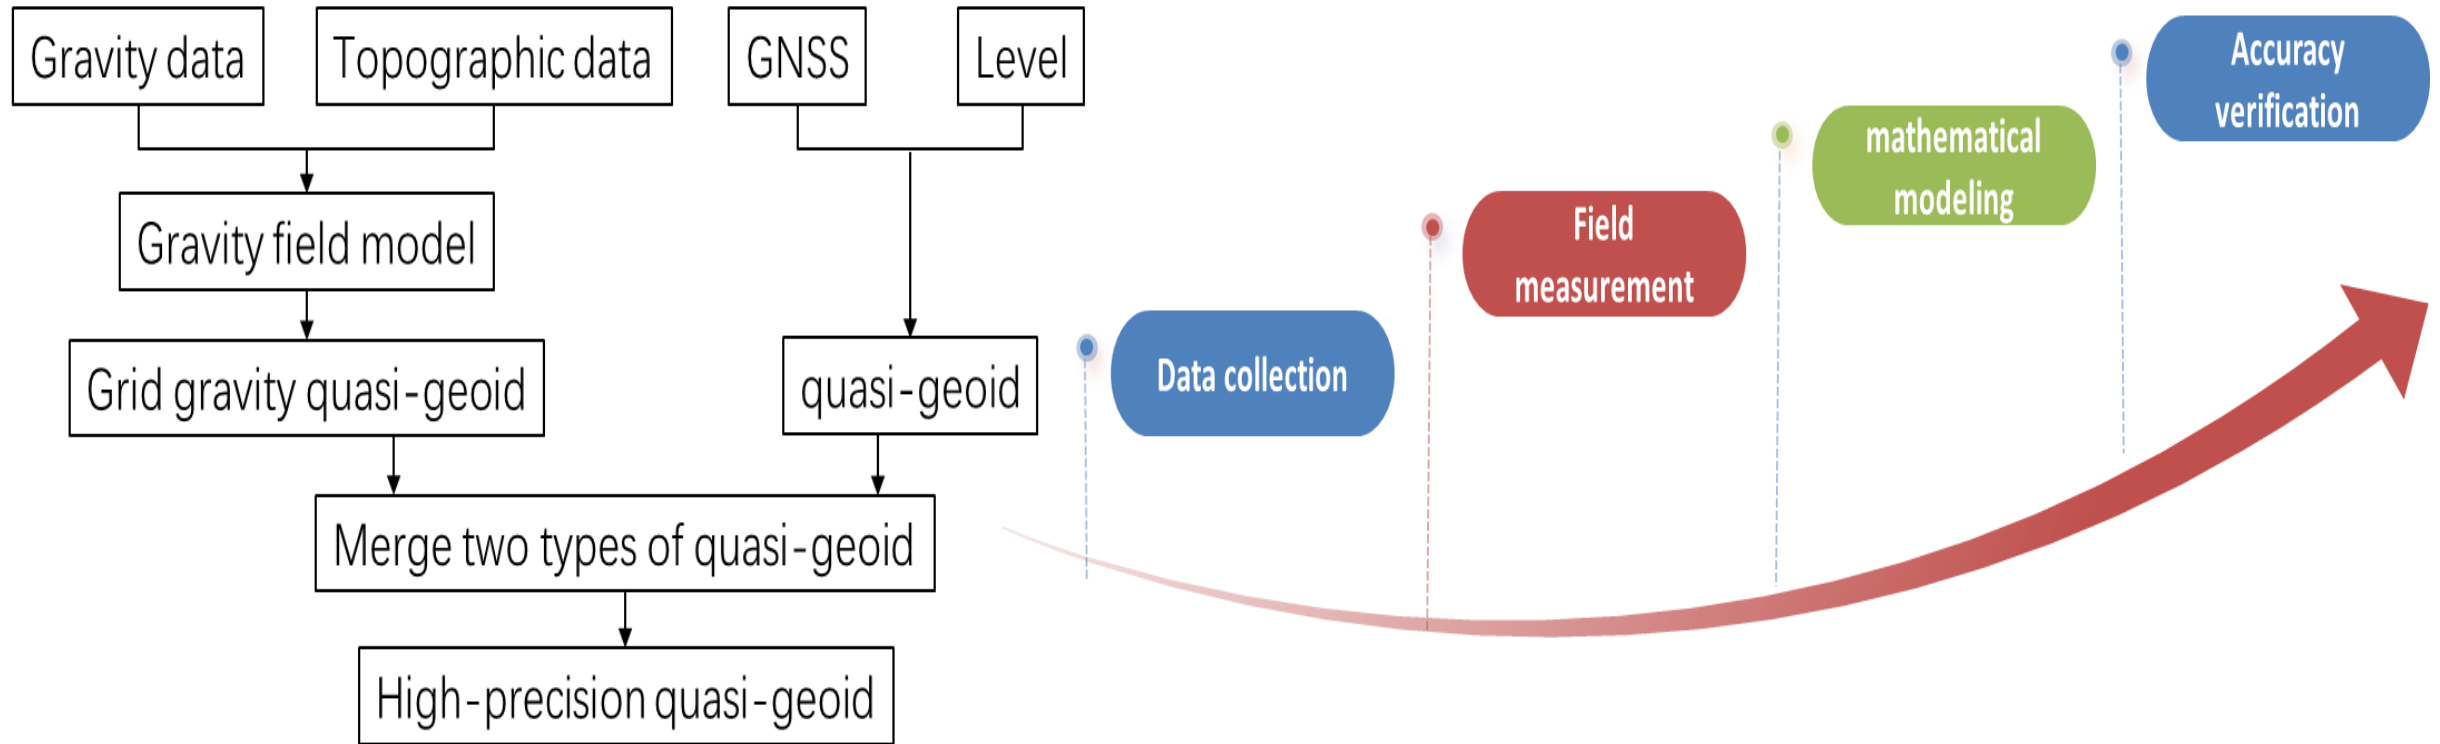 Gravity data
Topographic data
GNSS
Level
Gravity field model
Grid gravity quasi-geoid
quasi-geoid
Merge two types of quasi-geoid
High-precision quasi-geoid
Data collection
Field
measurement
mathematical
modeling
Accuracy
verification